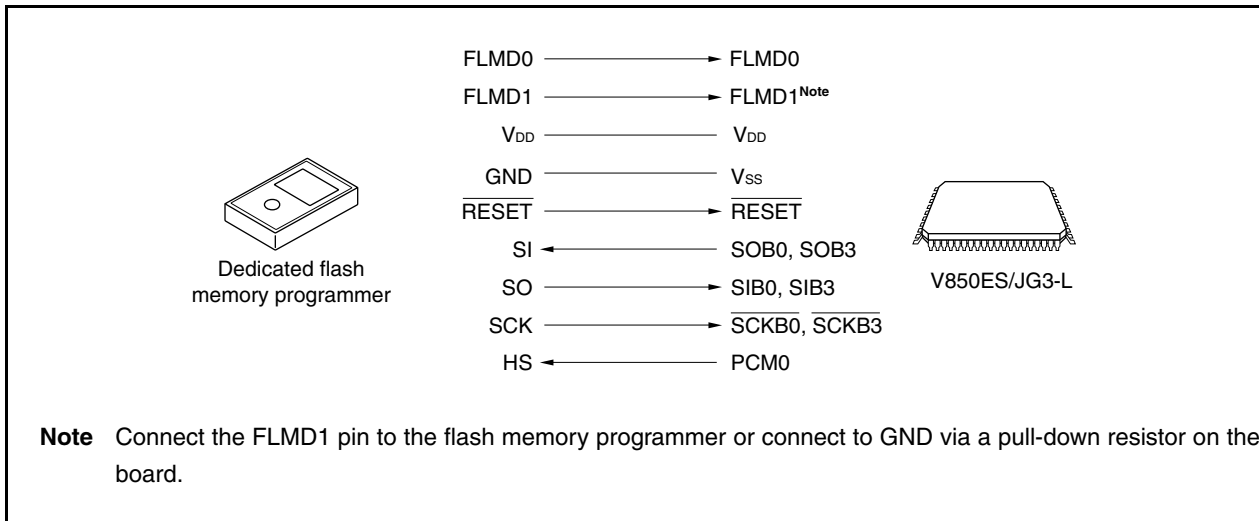 FLMD0 FLMD0
FLMD1 FLMD1Note
VDD VDD
GND VSS
RESET RESET
SI SOB0, SOB3
SO SIB0, SIB3
SCK SCKB0, SCKB3
HS PCM0
Dedicated flash
memory programmer
V850ES/JG3-L
Note Connect the FLMD1 pin to the flash memory programmer or connect to GND via a pull-down resistor on the
board.